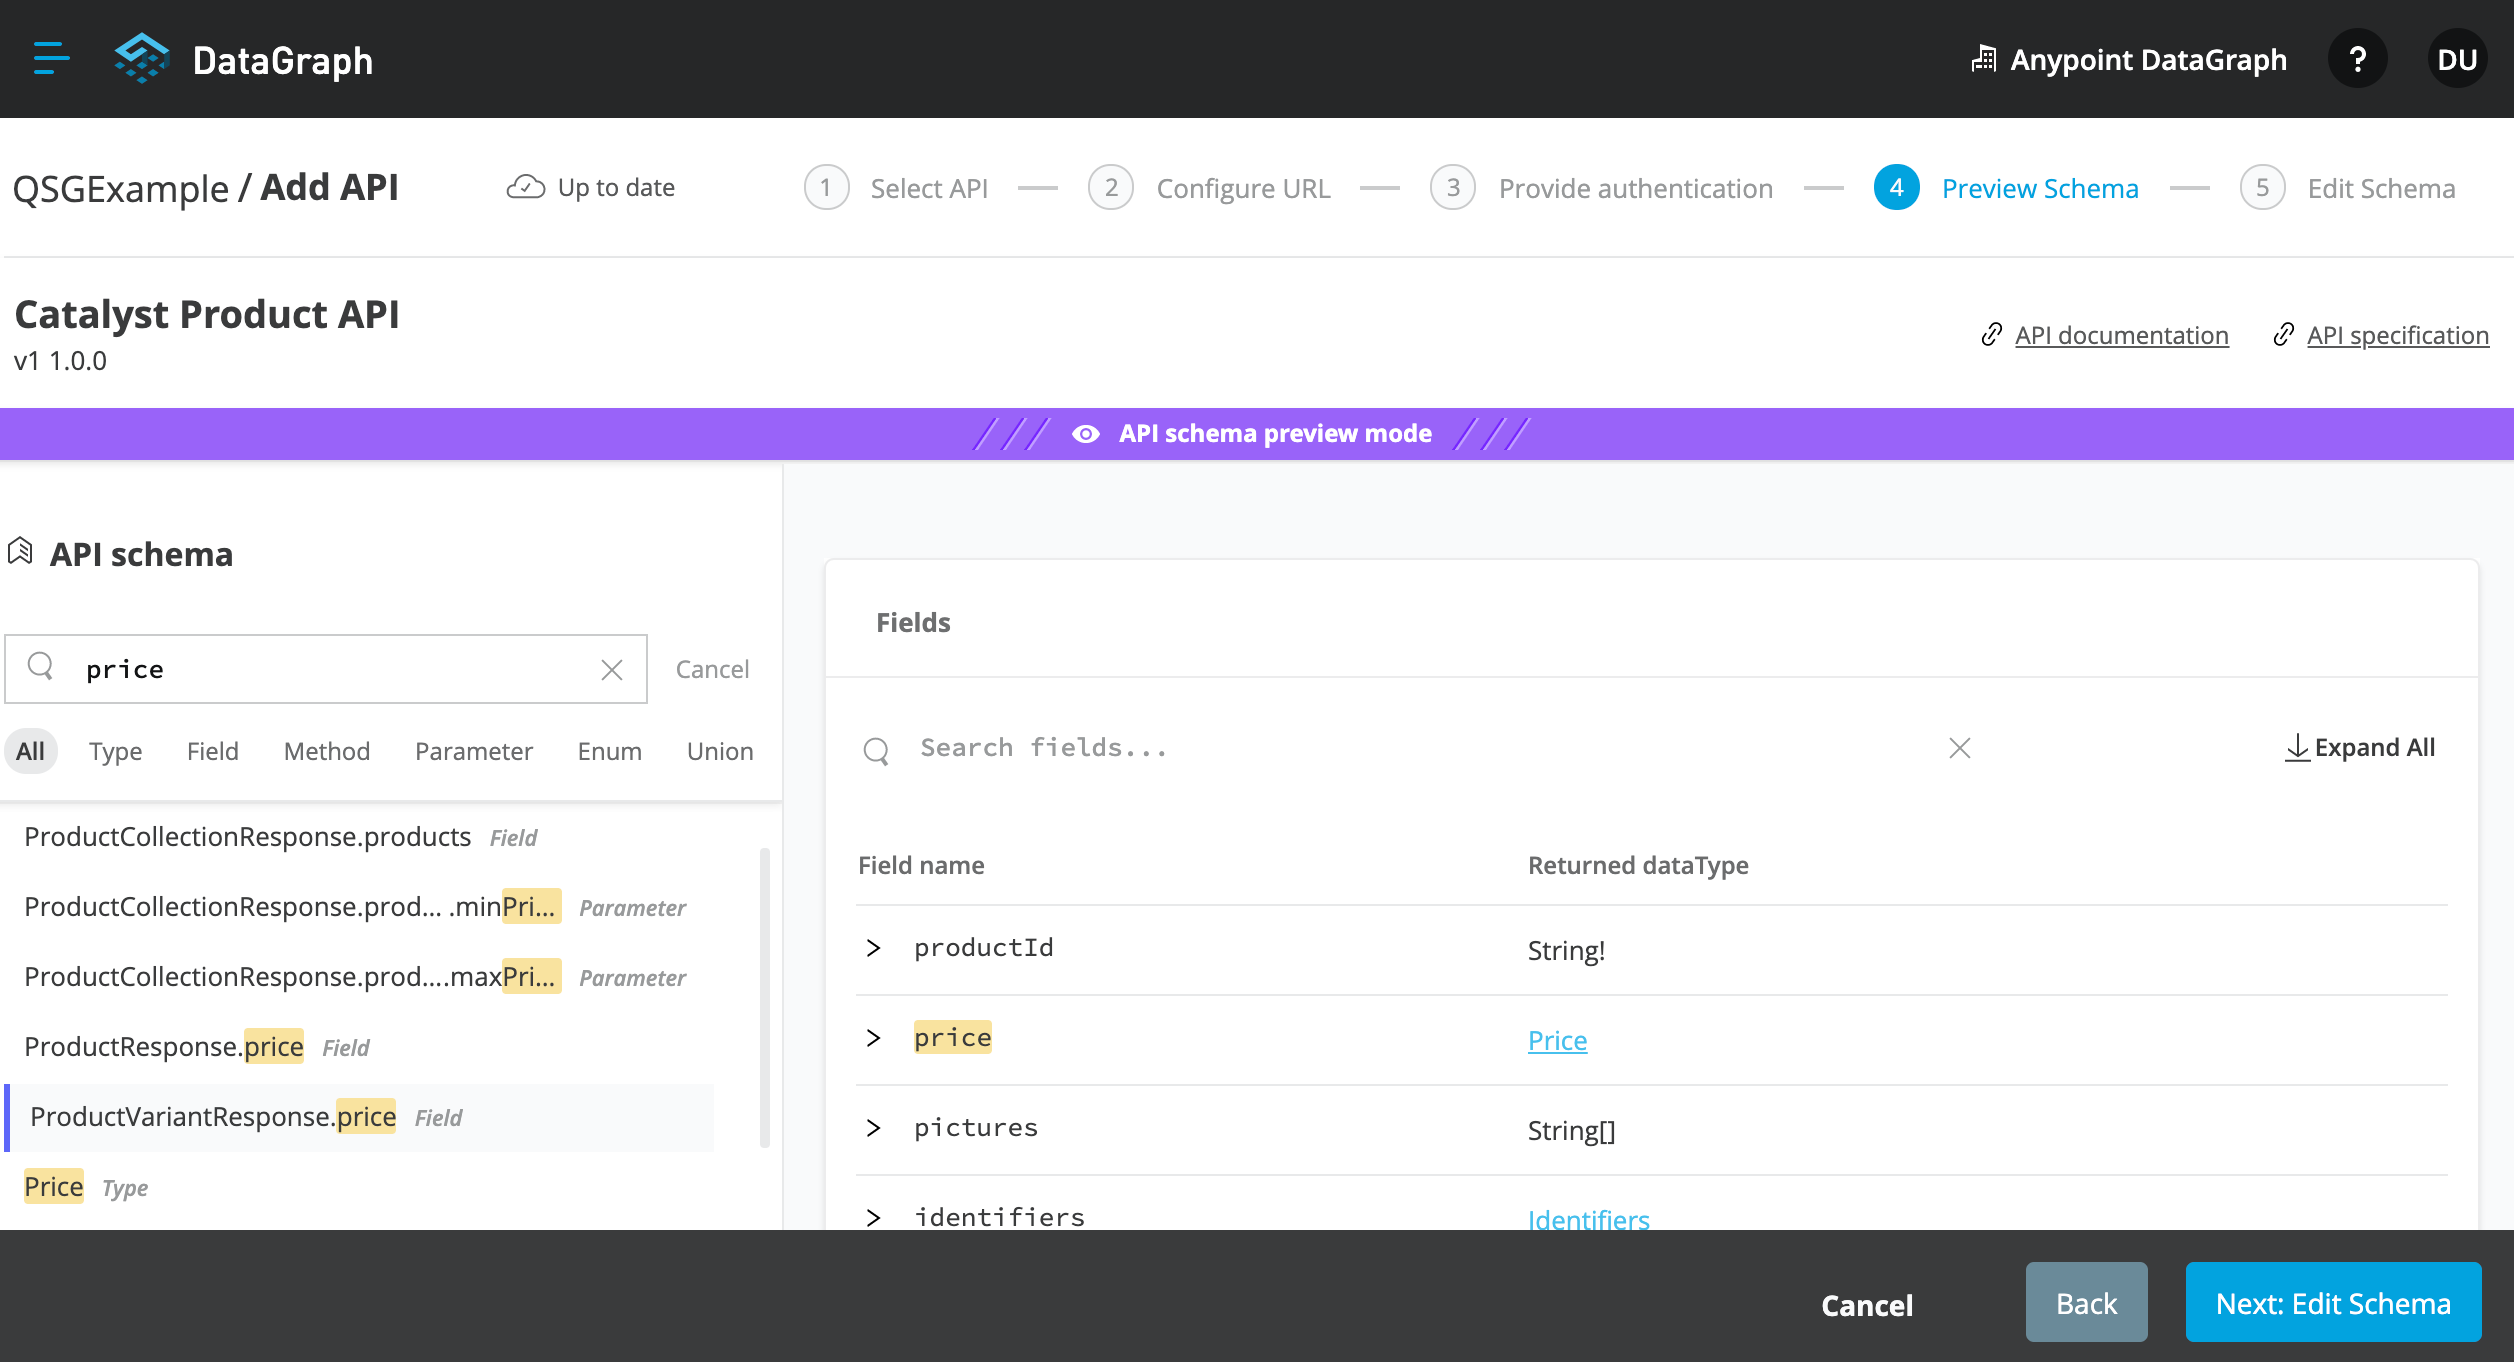 DataGraph
Anypoint DataGraph
?
DU
QSGExample / Add API
Up to date
1 Select API
2 Configure URL
3 Provide authentication
4 Preview Schema
5 Edit Schema
Catalyst Product API
v1 1.0.0
API documentation
API specification
API schema preview mode
API schema
price
Cancel
All Type Field Method Parameter Enum Union
ProductCollectionResponse.products Field
ProductCollectionResponse.prod... .minPri... Parameter
ProductCollectionResponse.prod....maxPri... Parameter
ProductResponse.price Field
ProductVariantResponse.price Field
Price Type
Fields
Search fields...
Expand All
Field name Returned dataType
productId String!
price Price
pictures String[]
identifiers Identifiers
Cancel
Back
Next: Edit Schema